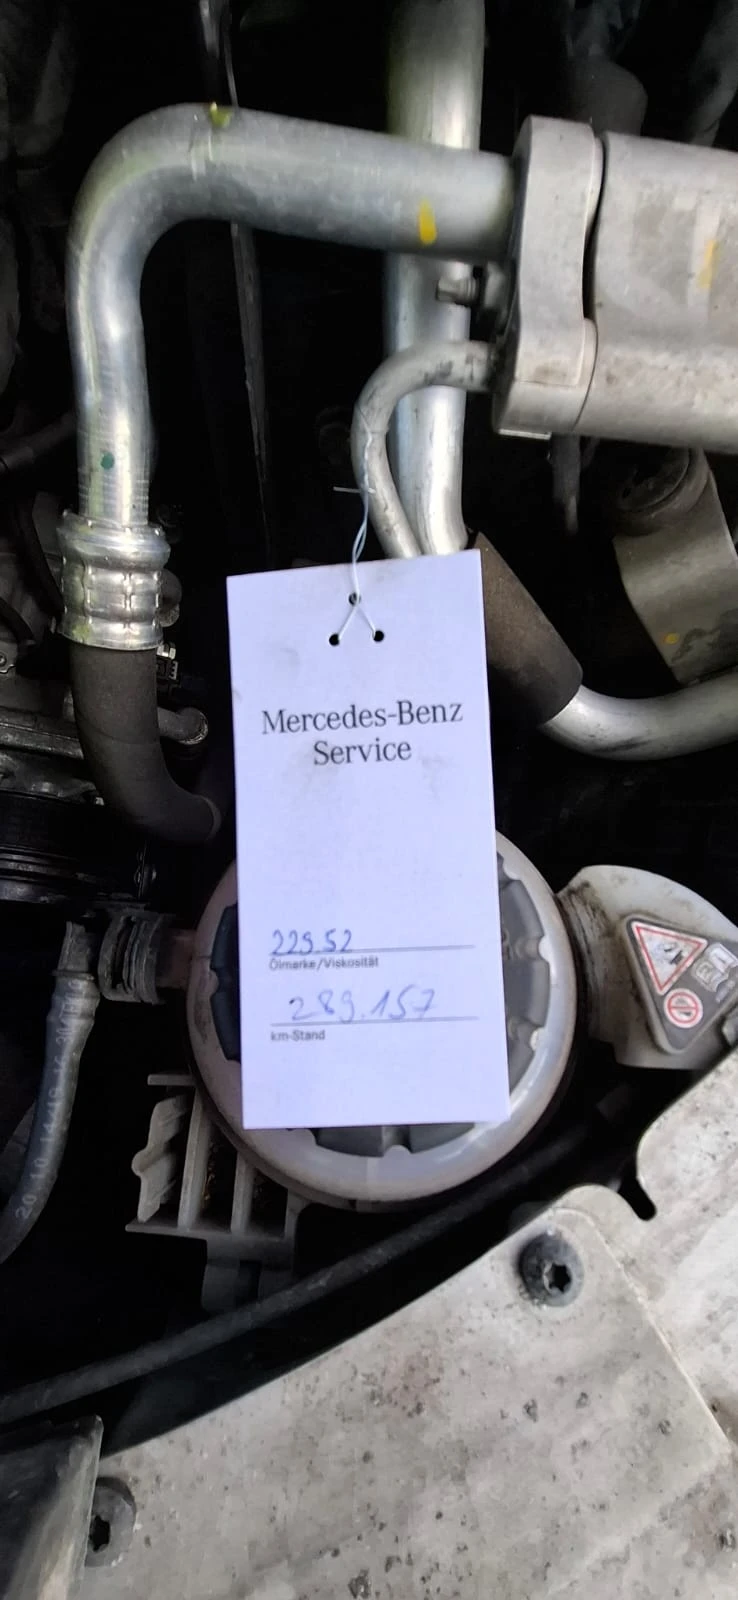 Mercedes-Benz
Service
229.52
Ölmarke/Viskosität
289.157
km-Stand